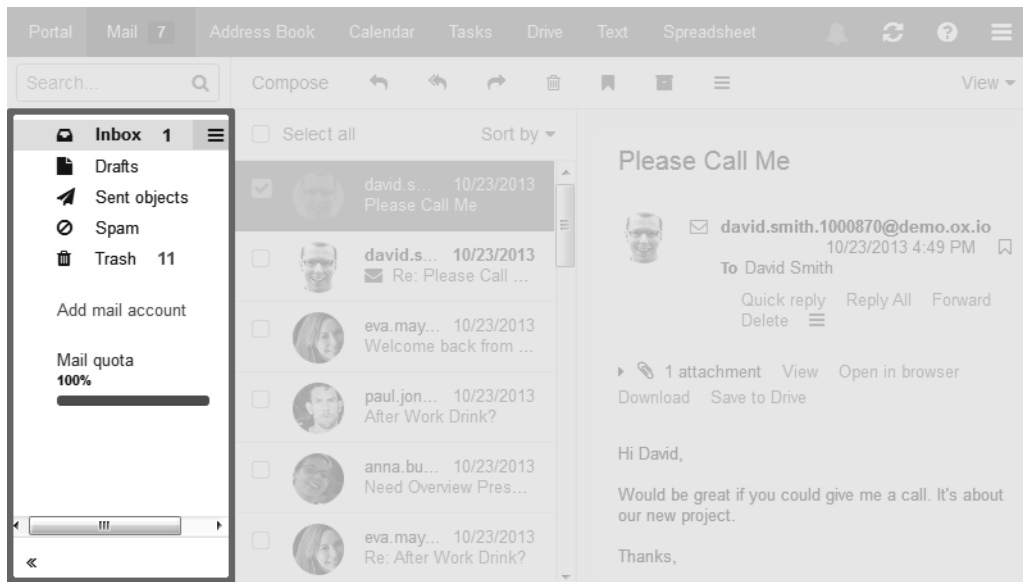 Portal Mail 7 Address Book Calendar Tasks Drive Text Spreadsheet
Search... Compose View
Inbox 1
Drafts
Sent objects
Spam
Trash 11
Add mail account
Mail quota
100%
Select all Sort by
david.s... 10/23/2013
Please Call Me
david.s... 10/23/2013
Re: Please Call ...
eva.may... 10/23/2013
Welcome back from ...
paul.jon... 10/23/2013
After Work Drink?
anna.bu... 10/23/2013
Need Overview Pres...
eva.may... 10/23/2013
Re: After Work Drink?
Please Call Me
david.smith.1000870@demo.ox.io
10/23/2013 4:49 PM
To David Smith
Quick reply Reply All Forward
Delete
1 attachment View Open in browser
Download Save to Drive
Hi David,
Would be great if you could give me a call. It's about
our new project.
Thanks,